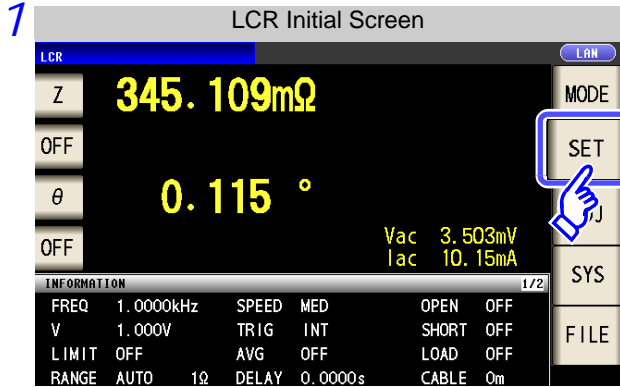 1
LCR Initial Screen
LCR
LAN
Z 345.109mΩ
MODE
OFF
SET
θ 0.115 °
OFF
Vac 3.503mV
Iac 10.15mA
SYS
INFORMATION 1/2
FREQ 1.0000kHz SPEED MED OPEN OFF
V 1.000V TRIG INT SHORT OFF
FILE
LIMIT OFF AVG OFF LOAD OFF
RANGE AUTO 1Ω DELAY 0.0000s CABLE 0m